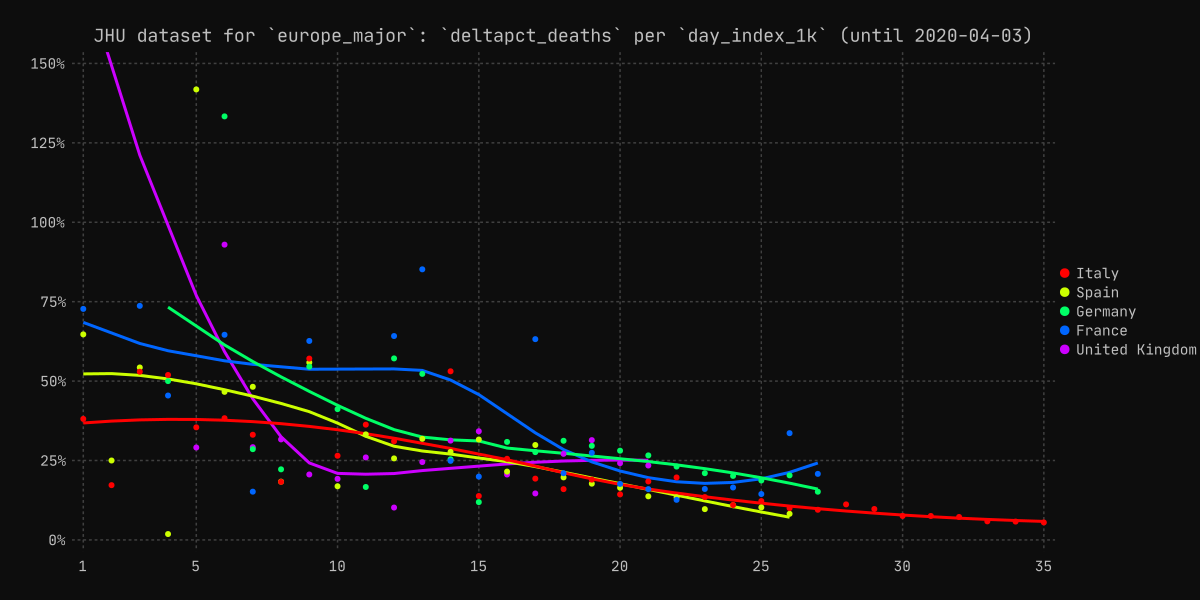 JHU dataset for `europe_major`: `deltapct_deaths` per `day_index_1k` (until 2020-04-03)
150%
125%
100%
75%
50%
25%
0%
1 5 10 15 20 25 30 35
Italy
Spain
Germany
France
United Kingdom